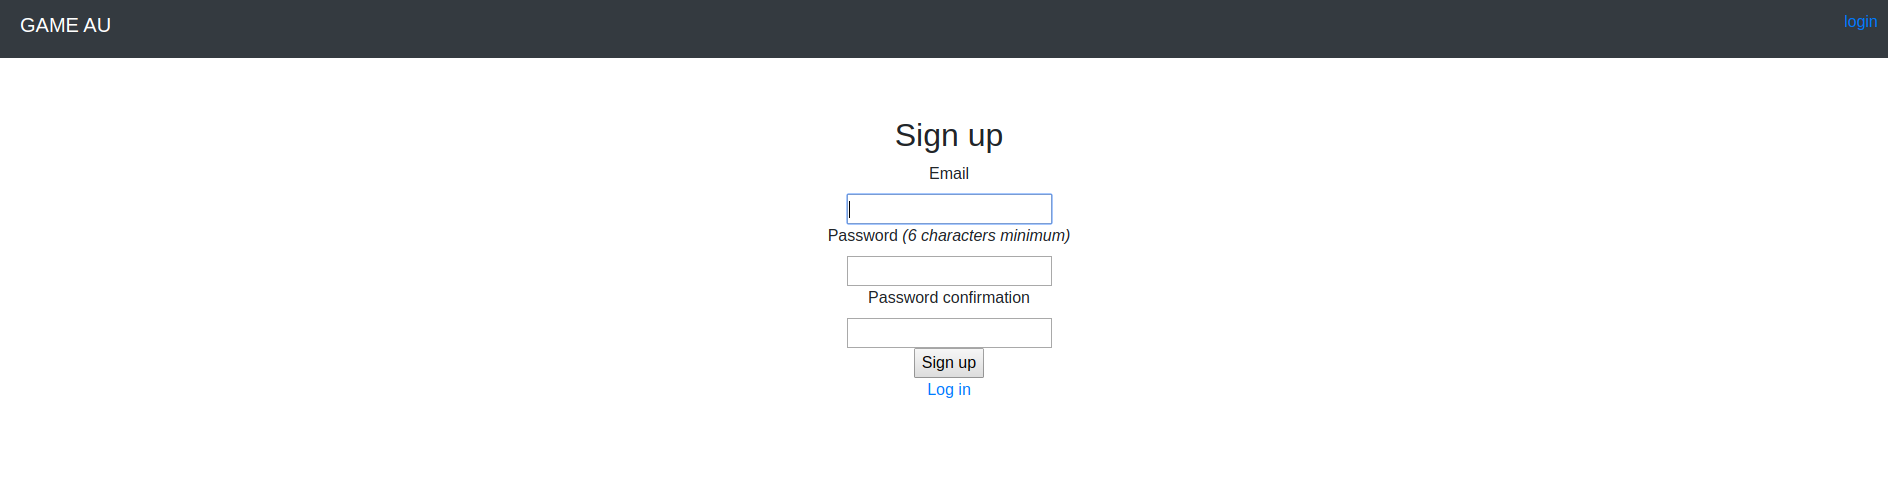 GAME AU
login
Sign up
Email
Password (6 characters minimum)
Password confirmation
Sign up
Log in